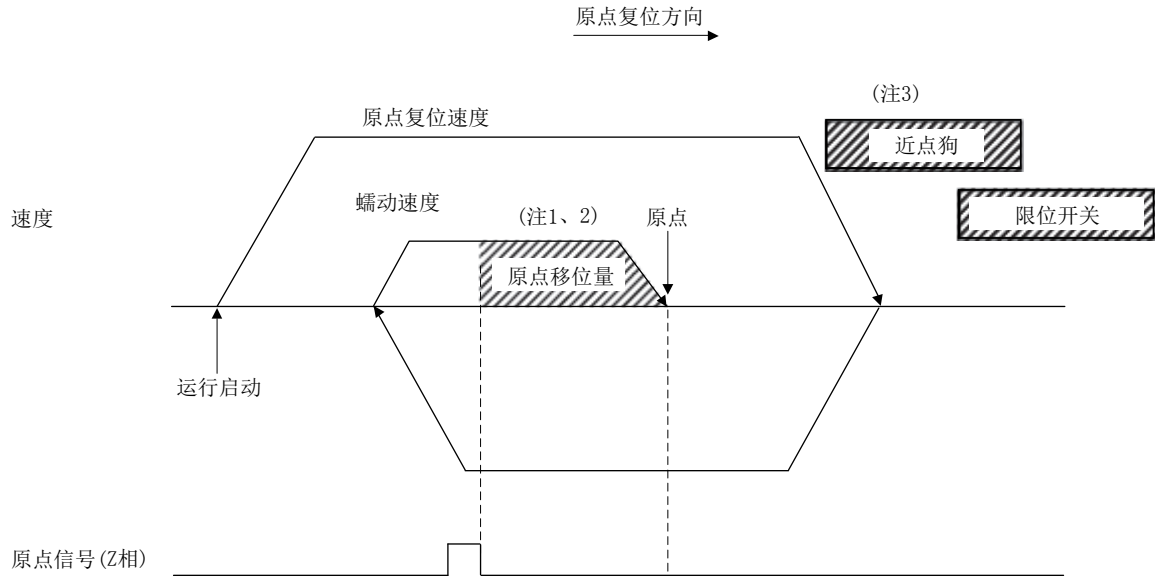 原点复位方向
(注3)
原点复位速度
近点狗
蠕动速度
(注1、2)
原点
速度
限位开关
原点移位量
运行启动
原点信号(Z相)